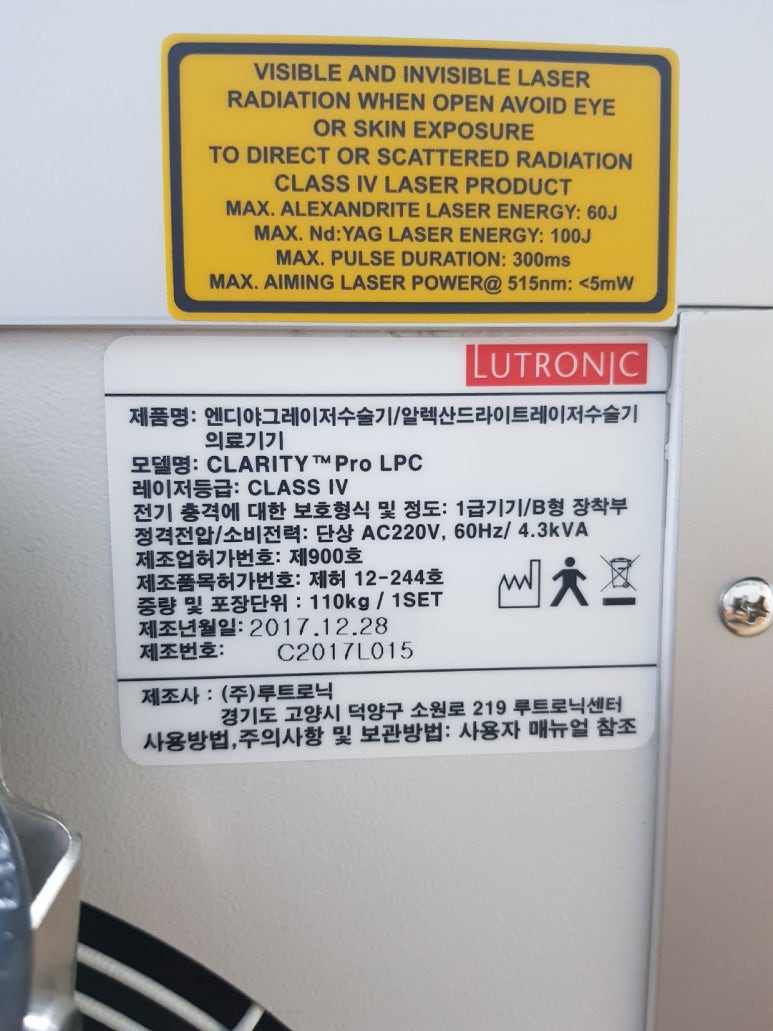 VISIBLE AND INVISIBLE LASER
RADIATION WHEN OPEN AVOID EYE
OR SKIN EXPOSURE
TO DIRECT OR SCATTERED RADIATION
CLASS IV LASER PRODUCT
MAX. ALEXANDRITE LASER ENERGY: 60J
MAX. Nd:YAG LASER ENERGY: 100J
MAX. PULSE DURATION: 300ms
MAX. AIMING LASER POWER@ 515nm: <5mW
LUTRONIC
제품명: 엔디야그레이저수술기/알렉산드라이트레이저수술기
의료기기
모델명: CLARITY™Pro LPC
레이저등급: CLASS IV
전기 충격에 대한 보호형식 및 정도: 1급기기/B형 장착부
정격전압/소비전력: 단상 AC220V, 60Hz/ 4.3kVA
제조업허가번호: 제900호
제조품목허가번호: 제허 12-244호
중량 및 포장단위 : 110kg / 1SET
제조년월일: 2017.12.28
제조번호: C2017L015
제조사 : (주)루트로닉
경기도 고양시 덕양구 소원로 219 루트로닉센터
사용방법,주의사항 및 보관방법: 사용자 매뉴얼 참조